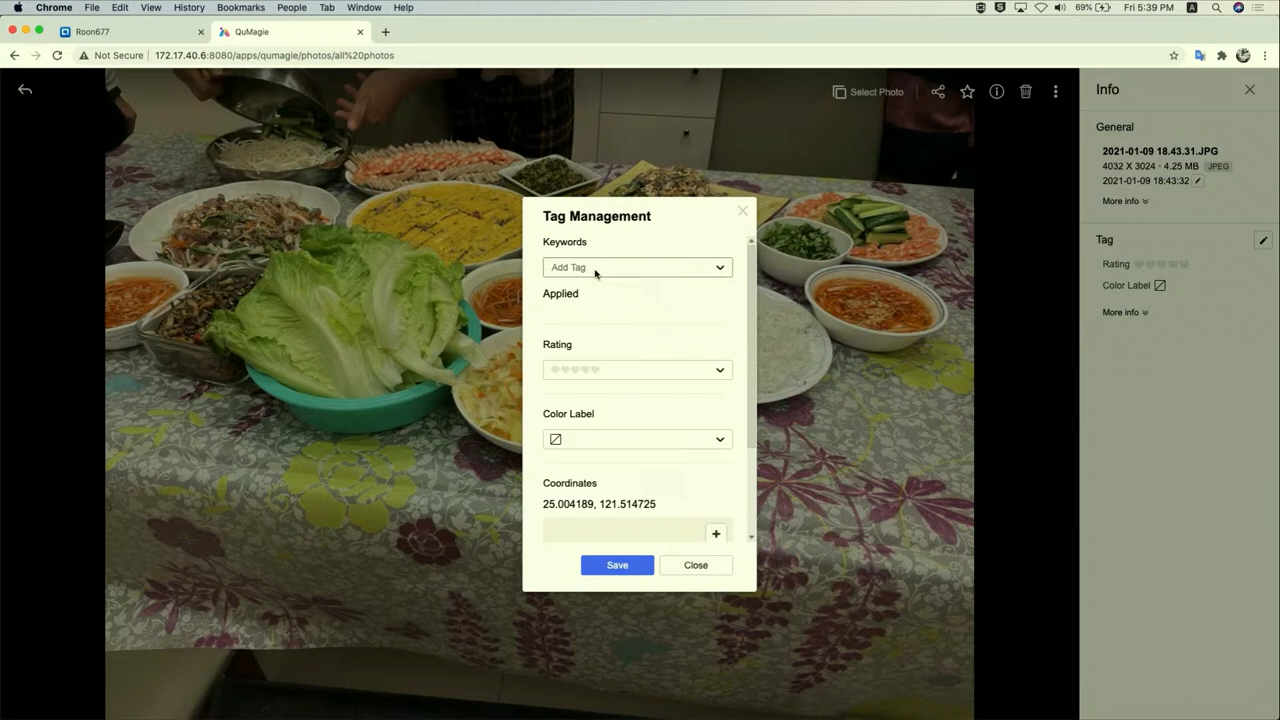 Chrome File Edit View History Bookmarks People Tab Window Help
69% Fri 5:39 PM A
Roon677
QuMagie
Not Secure 172.17.40.6:8080/apps/qumagie/photos/all%20photos
Select Photo
Info
General
2021-01-09 18.43.31.JPG
4032 X 3024 • 4.25 MB JPEG
2021-01-09 18:43:32
More info
Tag
Rating
Color Label
More info
Tag Management
Keywords
Add Tag
Applied
Rating
Color Label
Coordinates
25.004189, 121.514725
Save Close